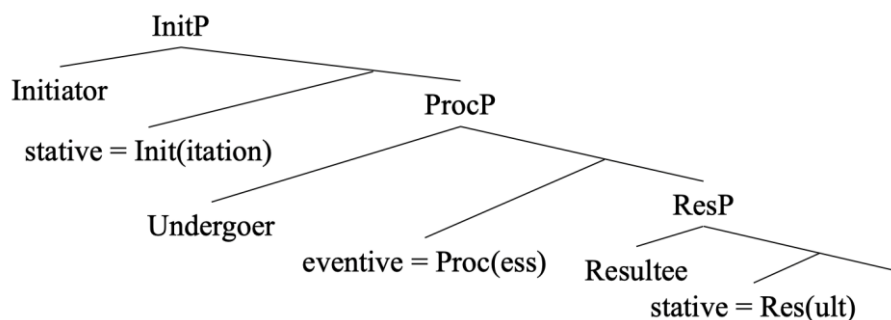 InitP
Initiator
ProcP
stative = Init(itation)
Undergoer
ResP
eventive = Proc(ess)
Resultee
stative = Res(ult)